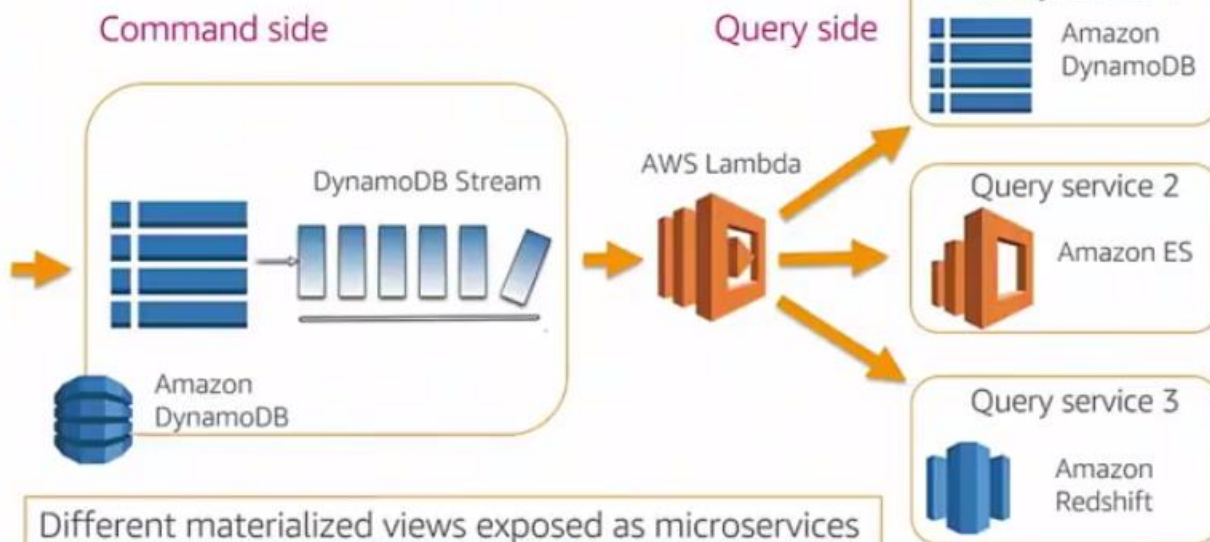 Command side
Query side
Amazon
DynamoDB
DynamoDB Stream
AWS Lambda
Query service 2
Amazon ES
Amazon
DynamoDB
Query service 3
Amazon
Redshift
Different materialized views exposed as microservices